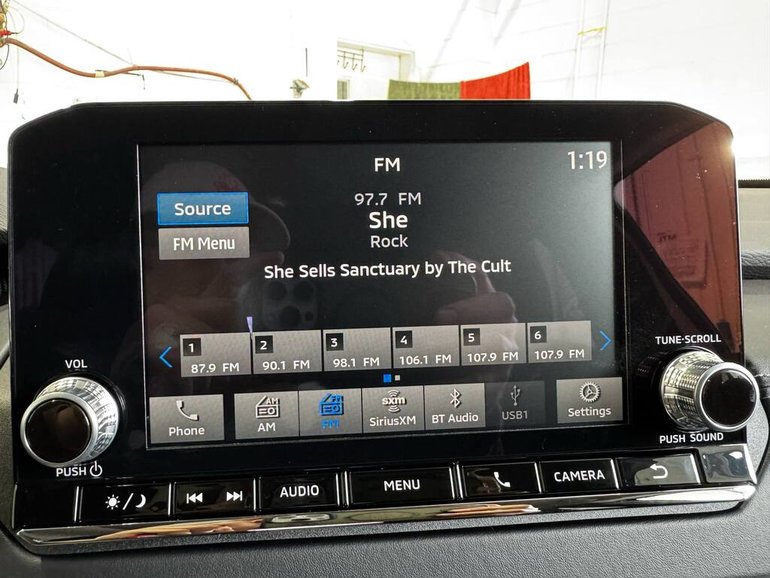 FM
1:19
Source
97.7 FM
She
FM Menu
Rock
She Sells Sanctuary by The Cult
1
87.9 FM
2
90.1 FM
3
98.1 FM
4
106.1 FM
5
107.9 FM
6
107.9 FM
VOL
TUNE·SCROLL
Phone
AM
AM
FM
FM
sxm
SiriusXM
BT Audio
USB1
Settings
PUSH
PUSH SOUND
/
AUDIO
MENU
CAMERA